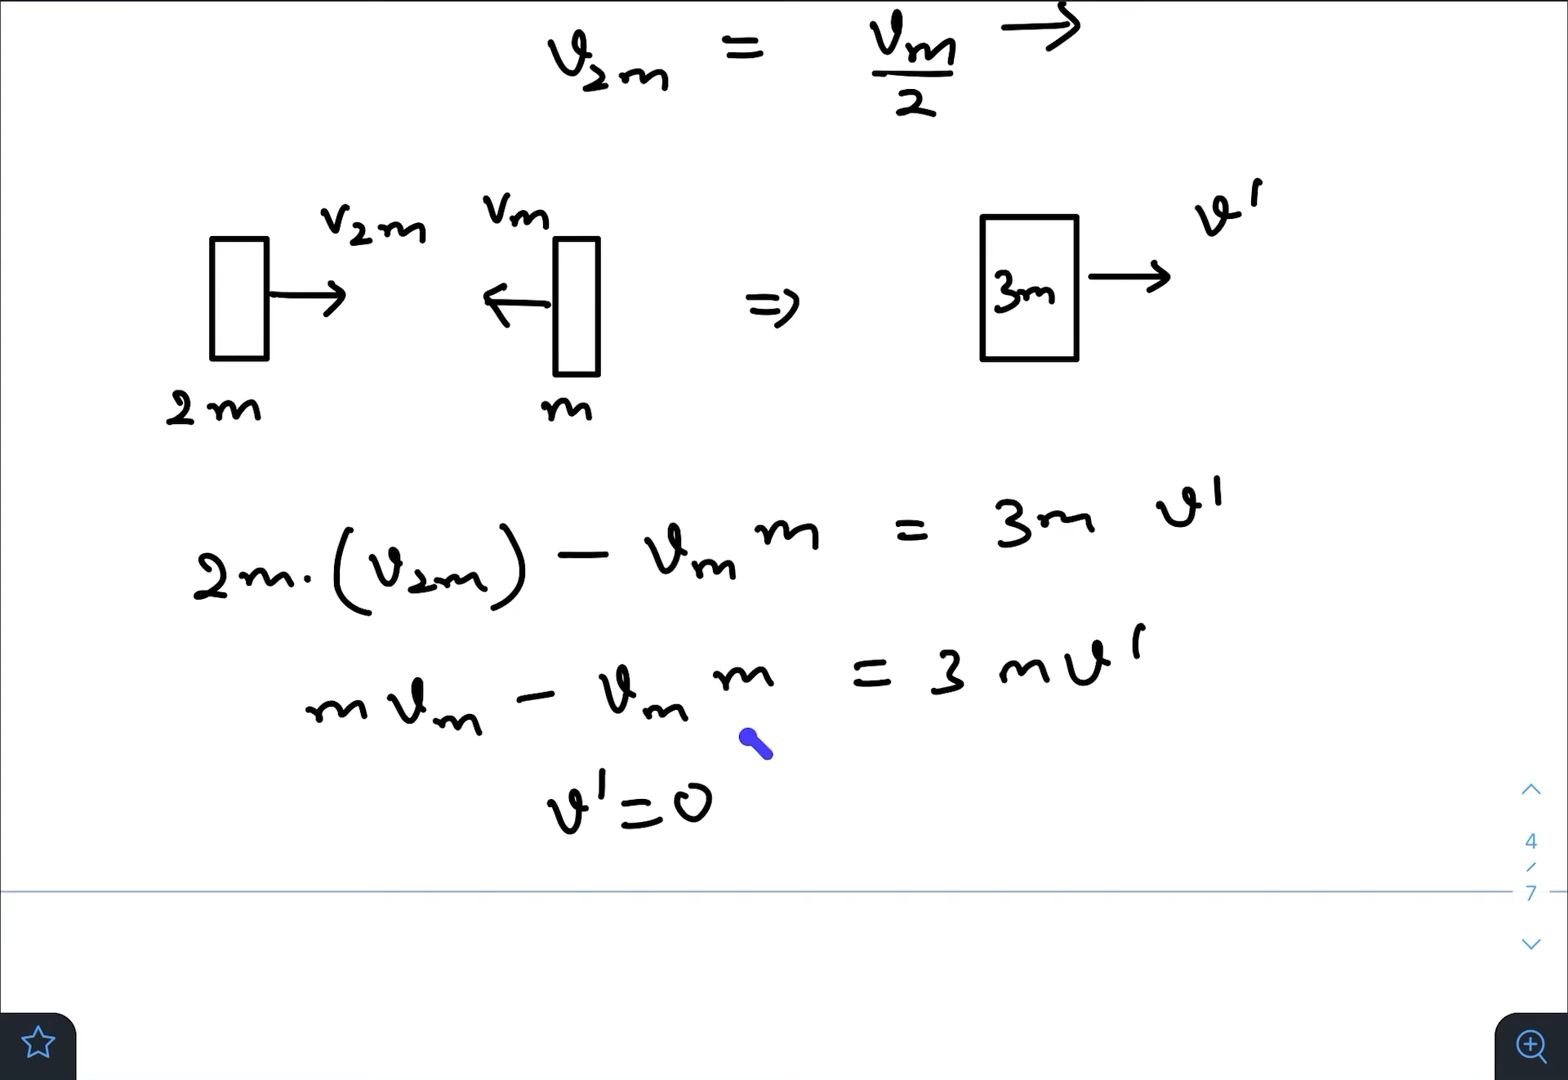 v₂ₘ = vₘ/2 →
v₂ₘ vₘ v'
3m
⇒
2m m
2m.(v₂ₘ) − vₘ m = 3m v'
m vₘ − vₘ m = 3 m v'
v' = 0
4
/
7